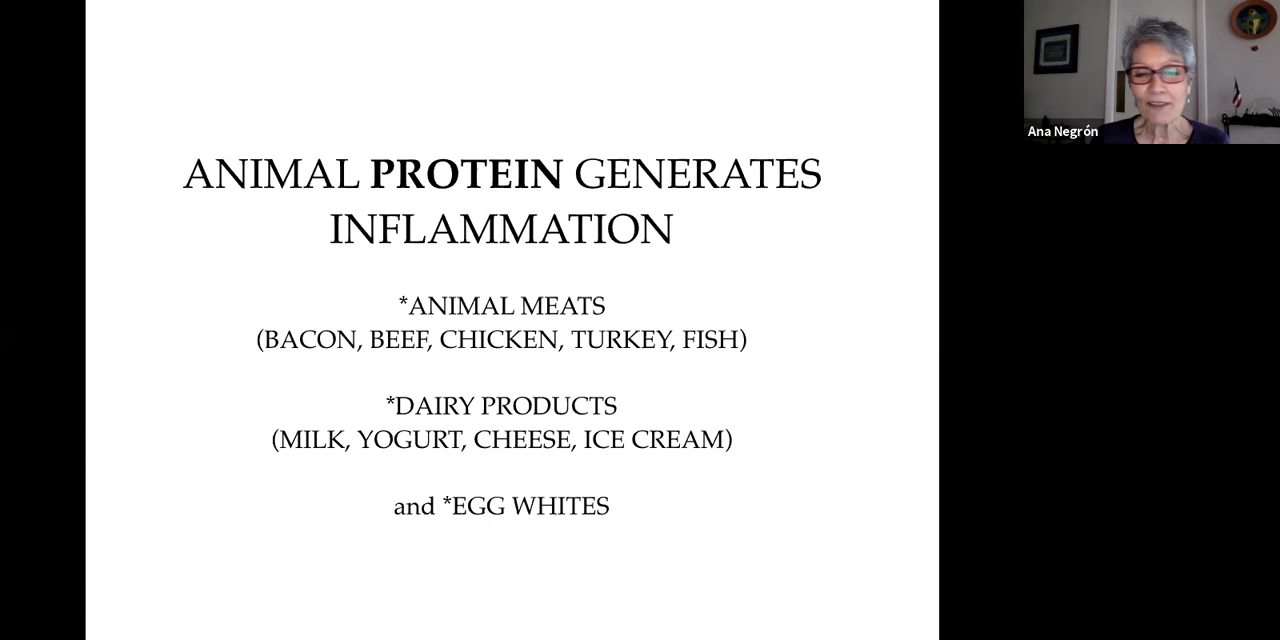 ANIMAL PROTEIN GENERATES
INFLAMMATION
*ANIMAL MEATS
(BACON, BEEF, CHICKEN, TURKEY, FISH)
*DAIRY PRODUCTS
(MILK, YOGURT, CHEESE, ICE CREAM)
and *EGG WHITES
Ana Negrón